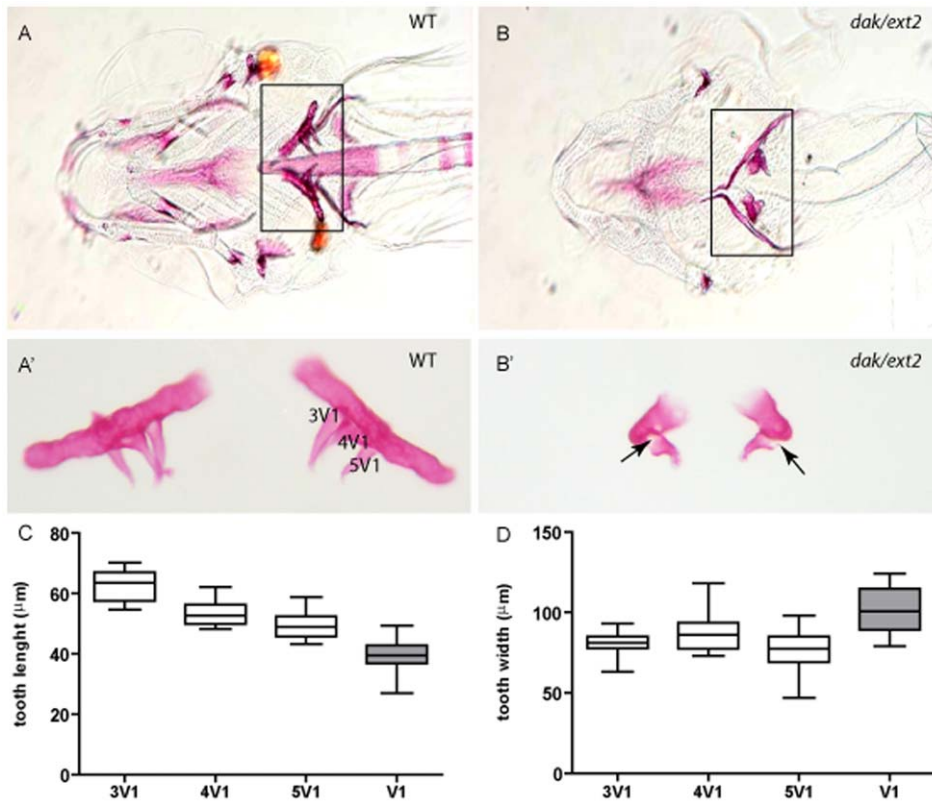 A WT
B dak/ext2
A' WT
3V1
4V1
5V1
B' dak/ext2
C
80
60
40
20
0
tooth lenght (μm)
3V1 4V1 5V1 V1
D
150
100
50
0
tooth width (μm)
3V1 4V1 5V1 V1